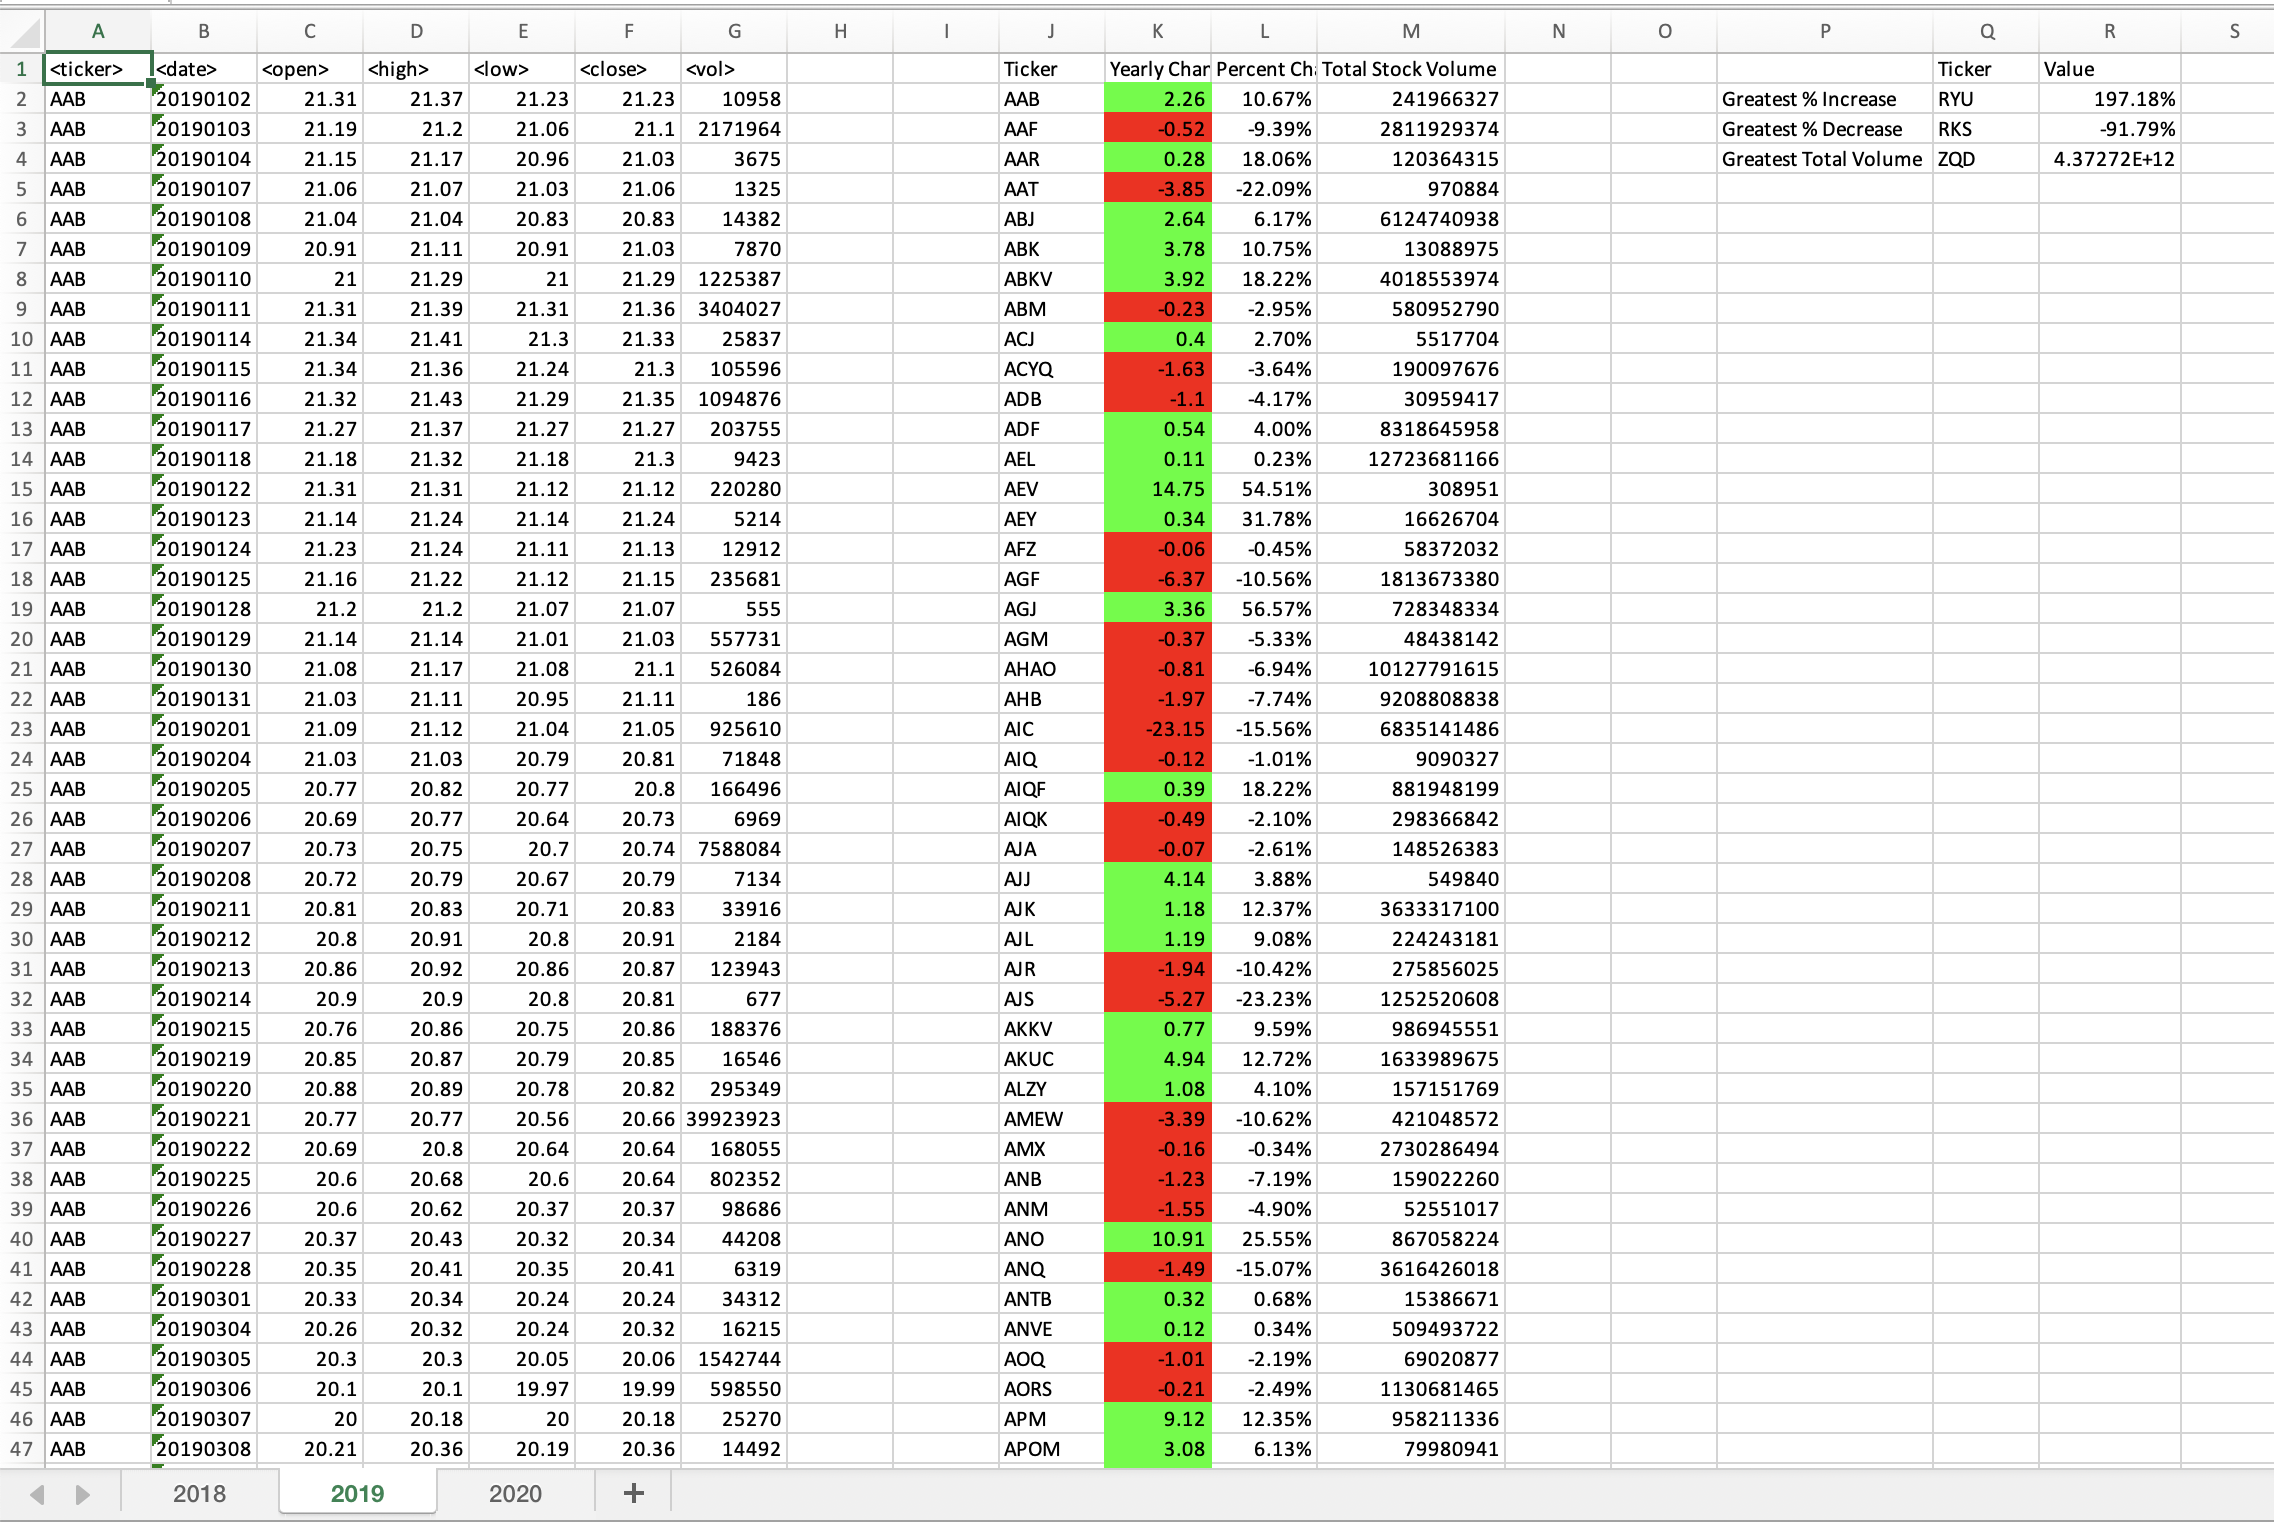 A B C D E F G H I J K L M N O P Q R S
1 <ticker> <date> <open> <high> <low> <close> <vol> Ticker Yearly Char Percent Ch Total Stock Volume Ticker Value
2 AAB 20190102 21.31 21.37 21.23 21.23 10958 AAB 2.26 10.67% 241966327 Greatest % Increase RYU 197.18%
3 AAB 20190103 21.19 21.2 21.06 21.1 2171964 AAF -0.52 -9.39% 2811929374 Greatest % Decrease RKS -91.79%
4 AAB 20190104 21.15 21.17 20.96 21.03 3675 AAR 0.28 18.06% 120364315 Greatest Total Volume ZQD 4.37272E+12
5 AAB 20190107 21.06 21.07 21.03 21.06 1325 AAT -3.85 -22.09% 970884
6 AAB 20190108 21.04 21.04 20.83 20.83 14382 ABJ 2.64 6.17% 6124740938
7 AAB 20190109 20.91 21.11 20.91 21.03 7870 ABK 3.78 10.75% 13088975
8 AAB 20190110 21 21.29 21 21.29 1225387 ABKV 3.92 18.22% 4018553974
9 AAB 20190111 21.31 21.39 21.31 21.36 3404027 ABM -0.23 -2.95% 580952790
10 AAB 20190114 21.34 21.41 21.3 21.33 25837 ACJ 0.4 2.70% 5517704
11 AAB 20190115 21.34 21.36 21.24 21.3 105596 ACYQ -1.63 -3.64% 190097676
12 AAB 20190116 21.32 21.43 21.29 21.35 1094876 ADB -1.1 -4.17% 30959417
13 AAB 20190117 21.27 21.37 21.27 21.27 203755 ADF 0.54 4.00% 8318645958
14 AAB 20190118 21.18 21.32 21.18 21.3 9423 AEL 0.11 0.23% 12723681166
15 AAB 20190122 21.31 21.31 21.12 21.12 220280 AEV 14.75 54.51% 308951
16 AAB 20190123 21.14 21.24 21.14 21.24 5214 AEY 0.34 31.78% 16626704
17 AAB 20190124 21.23 21.24 21.11 21.13 12912 AFZ -0.06 -0.45% 58372032
18 AAB 20190125 21.16 21.22 21.12 21.15 235681 AGF -6.37 -10.56% 1813673380
19 AAB 20190128 21.2 21.2 21.07 21.07 555 AGJ 3.36 56.57% 728348334
20 AAB 20190129 21.14 21.14 21.01 21.03 557731 AGM -0.37 -5.33% 48438142
21 AAB 20190130 21.08 21.17 21.08 21.1 526084 AHAO -0.81 -6.94% 10127791615
22 AAB 20190131 21.03 21.11 20.95 21.11 186 AHB -1.97 -7.74% 9208808838
23 AAB 20190201 21.09 21.12 21.04 21.05 925610 AIC -23.15 -15.56% 6835141486
24 AAB 20190204 21.03 21.03 20.79 20.81 71848 AIQ -0.12 -1.01% 9090327
25 AAB 20190205 20.77 20.82 20.77 20.8 166496 AIQF 0.39 18.22% 881948199
26 AAB 20190206 20.69 20.77 20.64 20.73 6969 AIQK -0.49 -2.10% 298366842
27 AAB 20190207 20.73 20.75 20.7 20.74 7588084 AJA -0.07 -2.61% 148526383
28 AAB 20190208 20.72 20.79 20.67 20.79 7134 AJJ 4.14 3.88% 549840
29 AAB 20190211 20.81 20.83 20.71 20.83 33916 AJK 1.18 12.37% 3633317100
30 AAB 20190212 20.8 20.91 20.8 20.91 2184 AJL 1.19 9.08% 224243181
31 AAB 20190213 20.86 20.92 20.86 20.87 123943 AJR -1.94 -10.42% 275856025
32 AAB 20190214 20.9 20.9 20.8 20.81 677 AJS -5.27 -23.23% 1252520608
33 AAB 20190215 20.76 20.86 20.75 20.86 188376 AKKV 0.77 9.59% 986945551
34 AAB 20190219 20.85 20.87 20.79 20.85 16546 AKUC 4.94 12.72% 1633989675
35 AAB 20190220 20.88 20.89 20.78 20.82 295349 ALZY 1.08 4.10% 157151769
36 AAB 20190221 20.77 20.77 20.56 20.66 39923923 AMEW -3.39 -10.62% 421048572
37 AAB 20190222 20.69 20.8 20.64 20.64 168055 AMX -0.16 -0.34% 2730286494
38 AAB 20190225 20.6 20.68 20.6 20.64 802352 ANB -1.23 -7.19% 159022260
39 AAB 20190226 20.6 20.62 20.37 20.37 98686 ANM -1.55 -4.90% 52551017
40 AAB 20190227 20.37 20.43 20.32 20.34 44208 ANO 10.91 25.55% 867058224
41 AAB 20190228 20.35 20.41 20.35 20.41 6319 ANQ -1.49 -15.07% 3616426018
42 AAB 20190301 20.33 20.34 20.24 20.24 34312 ANTB 0.32 0.68% 15386671
43 AAB 20190304 20.26 20.32 20.24 20.32 16215 ANVE 0.12 0.34% 509493722
44 AAB 20190305 20.3 20.3 20.05 20.06 1542744 AOQ -1.01 -2.19% 69020877
45 AAB 20190306 20.1 20.1 19.97 19.99 598550 AORS -0.21 -2.49% 1130681465
46 AAB 20190307 20 20.18 20 20.18 25270 APM 9.12 12.35% 958211336
47 AAB 20190308 20.21 20.36 20.19 20.36 14492 APOM 3.08 6.13% 79980941
2018 2019 2020 +